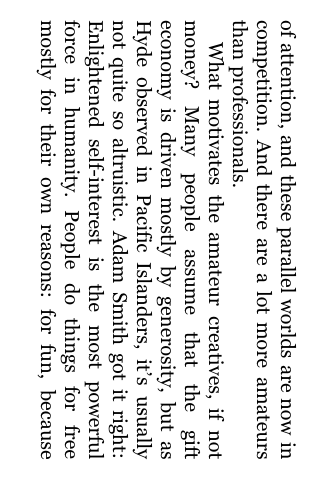 of attention, and these parallel worlds are now in
competition. And there are a lot more amateurs
than professionals.
What motivates the amateur creatives, if not
money? Many people assume that the gift
economy is driven mostly by generosity, but as
Hyde observed in Pacific Islanders, it’s usually
not quite so altruistic. Adam Smith got it right:
Enlightened self-interest is the most powerful
force in humanity. People do things for free
mostly for their own reasons: for fun, because